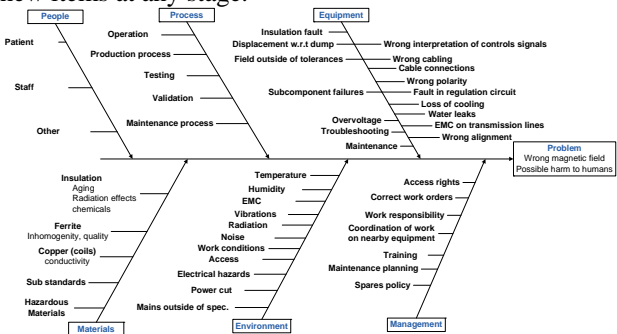 new items at any stage.
People
Process
Equipment
Patient
Staff
Other
Operation
Production process
Testing
Validation
Maintenance process
Insulation fault
Displacement w.r.t dump
Field outside of tolerances
Subcomponent failures
Overvoltage
Troubleshooting
Maintenance
Wrong interpretation of controls signals
Wrong cabling
Cable connections
Wrong polarity
Fault in regulation circuit
Loss of cooling
Water leaks
EMC on transmission lines
Wrong alignment
Problem
Wrong magnetic field
Possible harm to humans
Insulation
Aging
Radiation effects
chemicals
Ferrite
Inhomogenity, quality
Copper (coils)
conductivity
Sub standards
Hazardous
Materials
Materials
Temperature
Humidity
EMC
Vibrations
Radiation
Noise
Work conditions
Access
Electrical hazards
Power cut
Mains outside of spec.
Environment
Access rights
Correct work orders
Work responsibility
Coordination of work
on nearby equipment
Training
Maintenance planning
Spares policy
Management